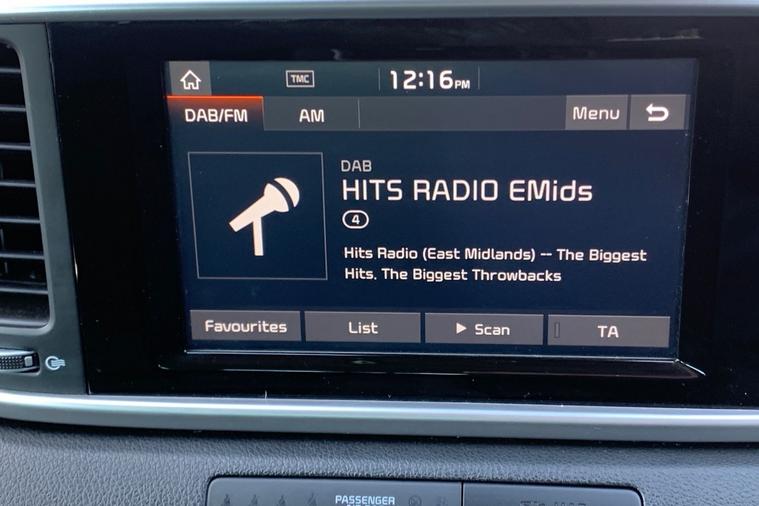 TMC 12:16PM
DAB/FM AM Menu
DAB
HITS RADIO EMids
4
Hits Radio (East Midlands) -- The Biggest
Hits. The Biggest Throwbacks
Favourites List Scan TA
PASSENGER